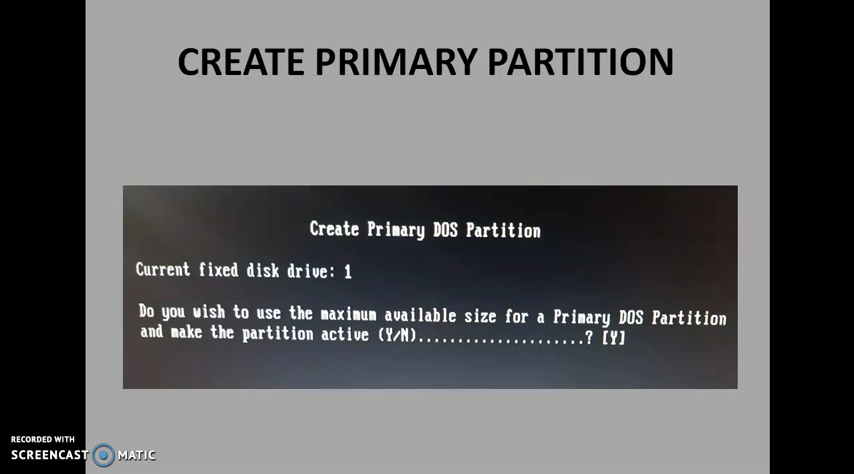 CREATE PRIMARY PARTITION
Create Primary DOS Partition
Current fixed disk drive: 1
Do you wish to use the maximum available size for a Primary DOS Partition
and make the partition active (Y/N).....................? [Y]
RECORDED WITH
SCREENCAST MATIC